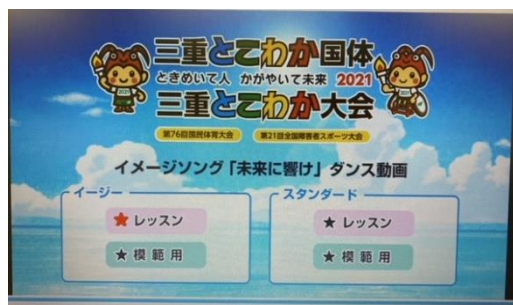 三重とこわか国体
ときめいて人 かがやいて未来 2021
三重とこわか大会
第76回国民体育大会 第21回全国障害者スポーツ大会
イメージソング「未来に響け」ダンス動画
イージー
★レッスン
★模範用
スタンダード
★レッスン
★模範用